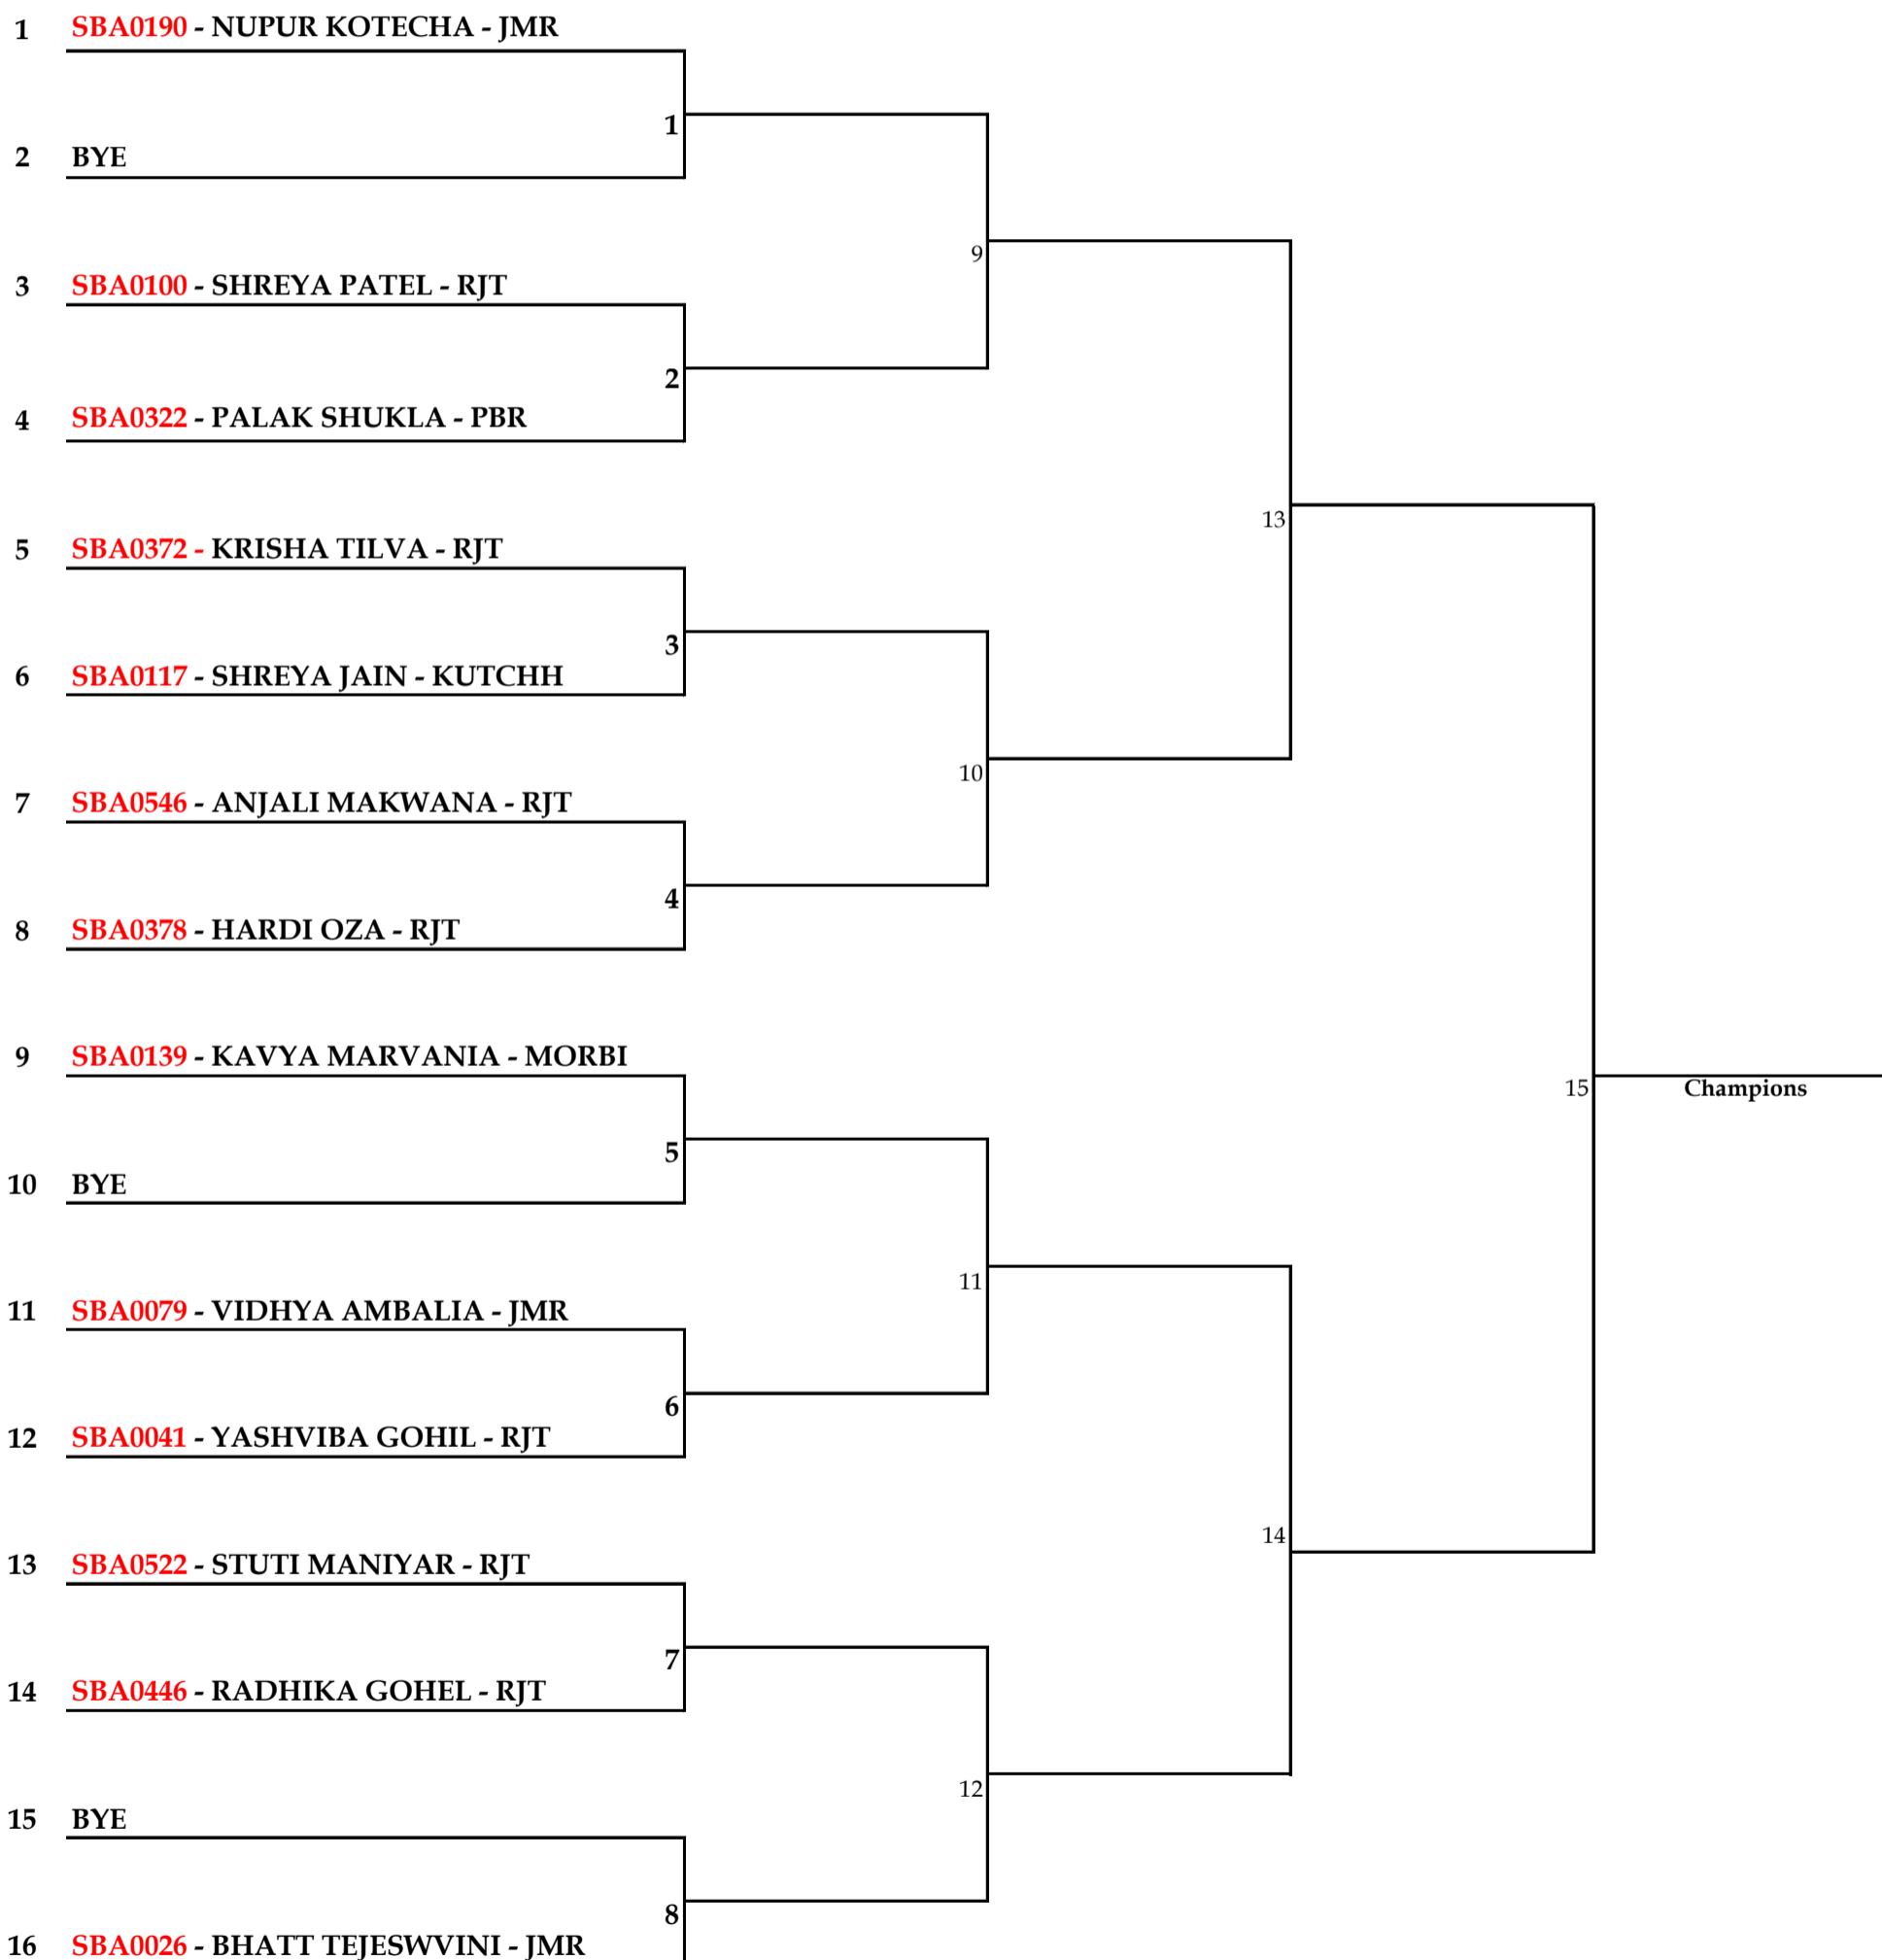 1 SBA0190 - NUPUR KOTECHA - JMR
1
2 BYE
9
3 SBA0100 - SHREYA PATEL - RJT
2
4 SBA0322 - PALAK SHUKLA - PBR
13
5 SBA0372 - KRISHA TILVA - RJT
3
6 SBA0117 - SHREYA JAIN - KUTCHH
10
7 SBA0546 - ANJALI MAKWANA - RJT
4
8 SBA0378 - HARDI OZA - RJT
9 SBA0139 - KAVYA MARVANIA - MORBI
15 Champions
5
10 BYE
11
11 SBA0079 - VIDHYA AMBALIA - JMR
6
12 SBA0041 - YASHVIBA GOHIL - RJT
14
13 SBA0522 - STUTI MANIYAR - RJT
7
14 SBA0446 - RADHIKA GOHEL - RJT
12
15 BYE
8
16 SBA0026 - BHATT TEJESWVINI - JMR